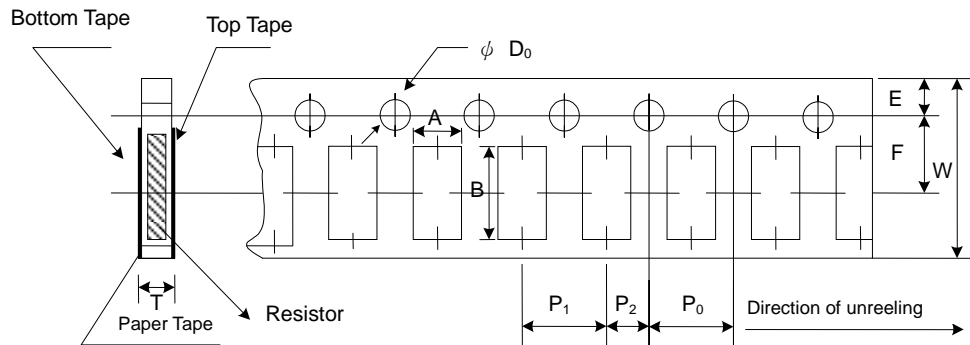 Bottom Tape
Top Tape
ψ D₀
E
A
F
W
B
T
P₁
P₂
P₀
Direction of unreeling
Resistor
Paper Tape